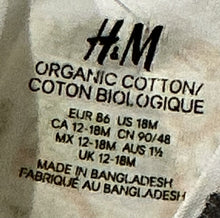 H&M
ORGANIC COTTON/
COTON BIOLOGIQUE
EUR 86 US 18M
CA 12-18M CN 90/48
MX 12-18M AUS 1½
UK 12-18M
MADE IN BANGLADESH
FABRIQUÉ AU BANGLADESH